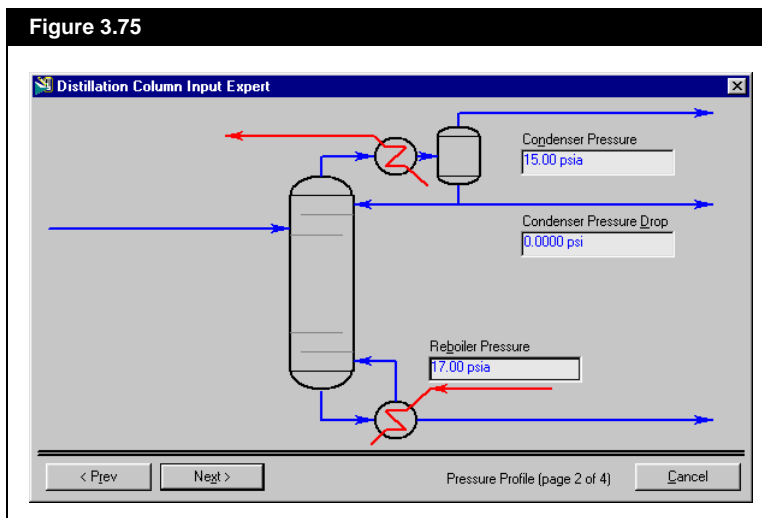 Figure 3.75
Distillation Column Input Expert
Condenser Pressure
15.00 psia
Condenser Pressure Drop
0.0000 psi
Reboiler Pressure
17.00 psia
< Prev
Next >
Pressure Profile (page 2 of 4)
Cancel